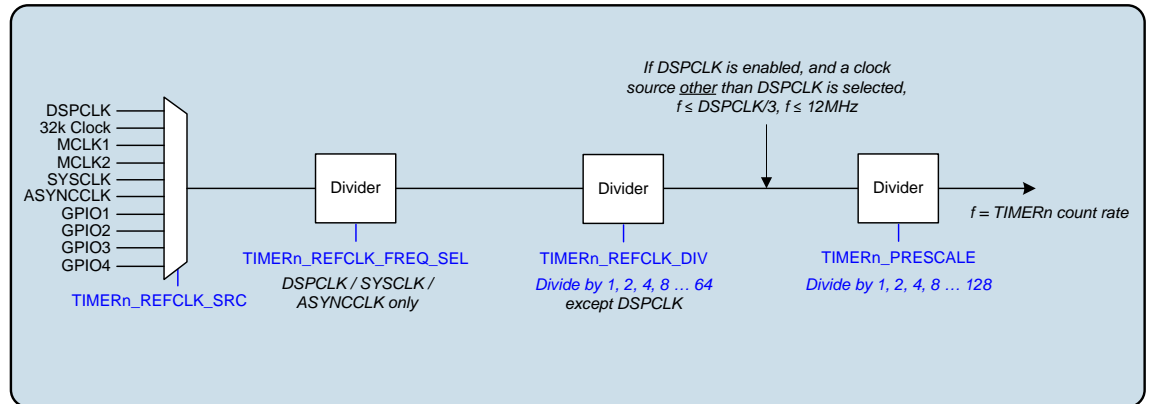 If DSPCLK is enabled, and a clock
source other than DSPCLK is selected,
f ≤ DSPCLK/3, f ≤ 12MHz
DSPCLK
32k Clock
MCLK1
MCLK2
SYSCLK
ASYNCCLK
GPIO1
GPIO2
GPIO3
GPIO4
TIMERn_REFCLK_SRC
Divider
TIMERn_REFCLK_FREQ_SEL
DSPCLK / SYSCLK /
ASYNCCLK only
Divider
TIMERn_REFCLK_DIV
Divide by 1, 2, 4, 8 … 64
except DSPCLK
Divider
TIMERn_PRESCALE
Divide by 1, 2, 4, 8 … 128
f = TIMERn count rate